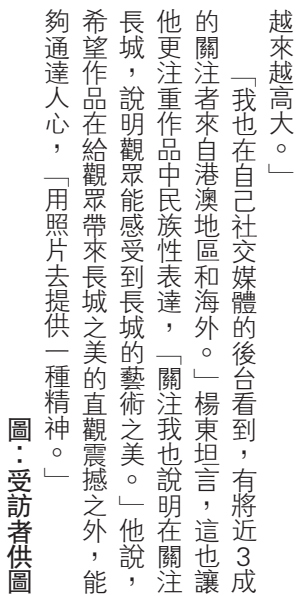 越來越高大。」
「我也在自己社交媒體的後台看到，有將近3成
的關注者來自港澳地區和海外。」楊東坦言，這也讓
他更注重作品中民族性表達，「關注我也說明在關注
長城，說明觀眾能感受到長城的藝術之美。」他說，
希望作品在給觀眾帶來長城之美的直觀震撼之外，能
夠通達人心，「用照片去提供一種精神。」
圖：受訪者供圖